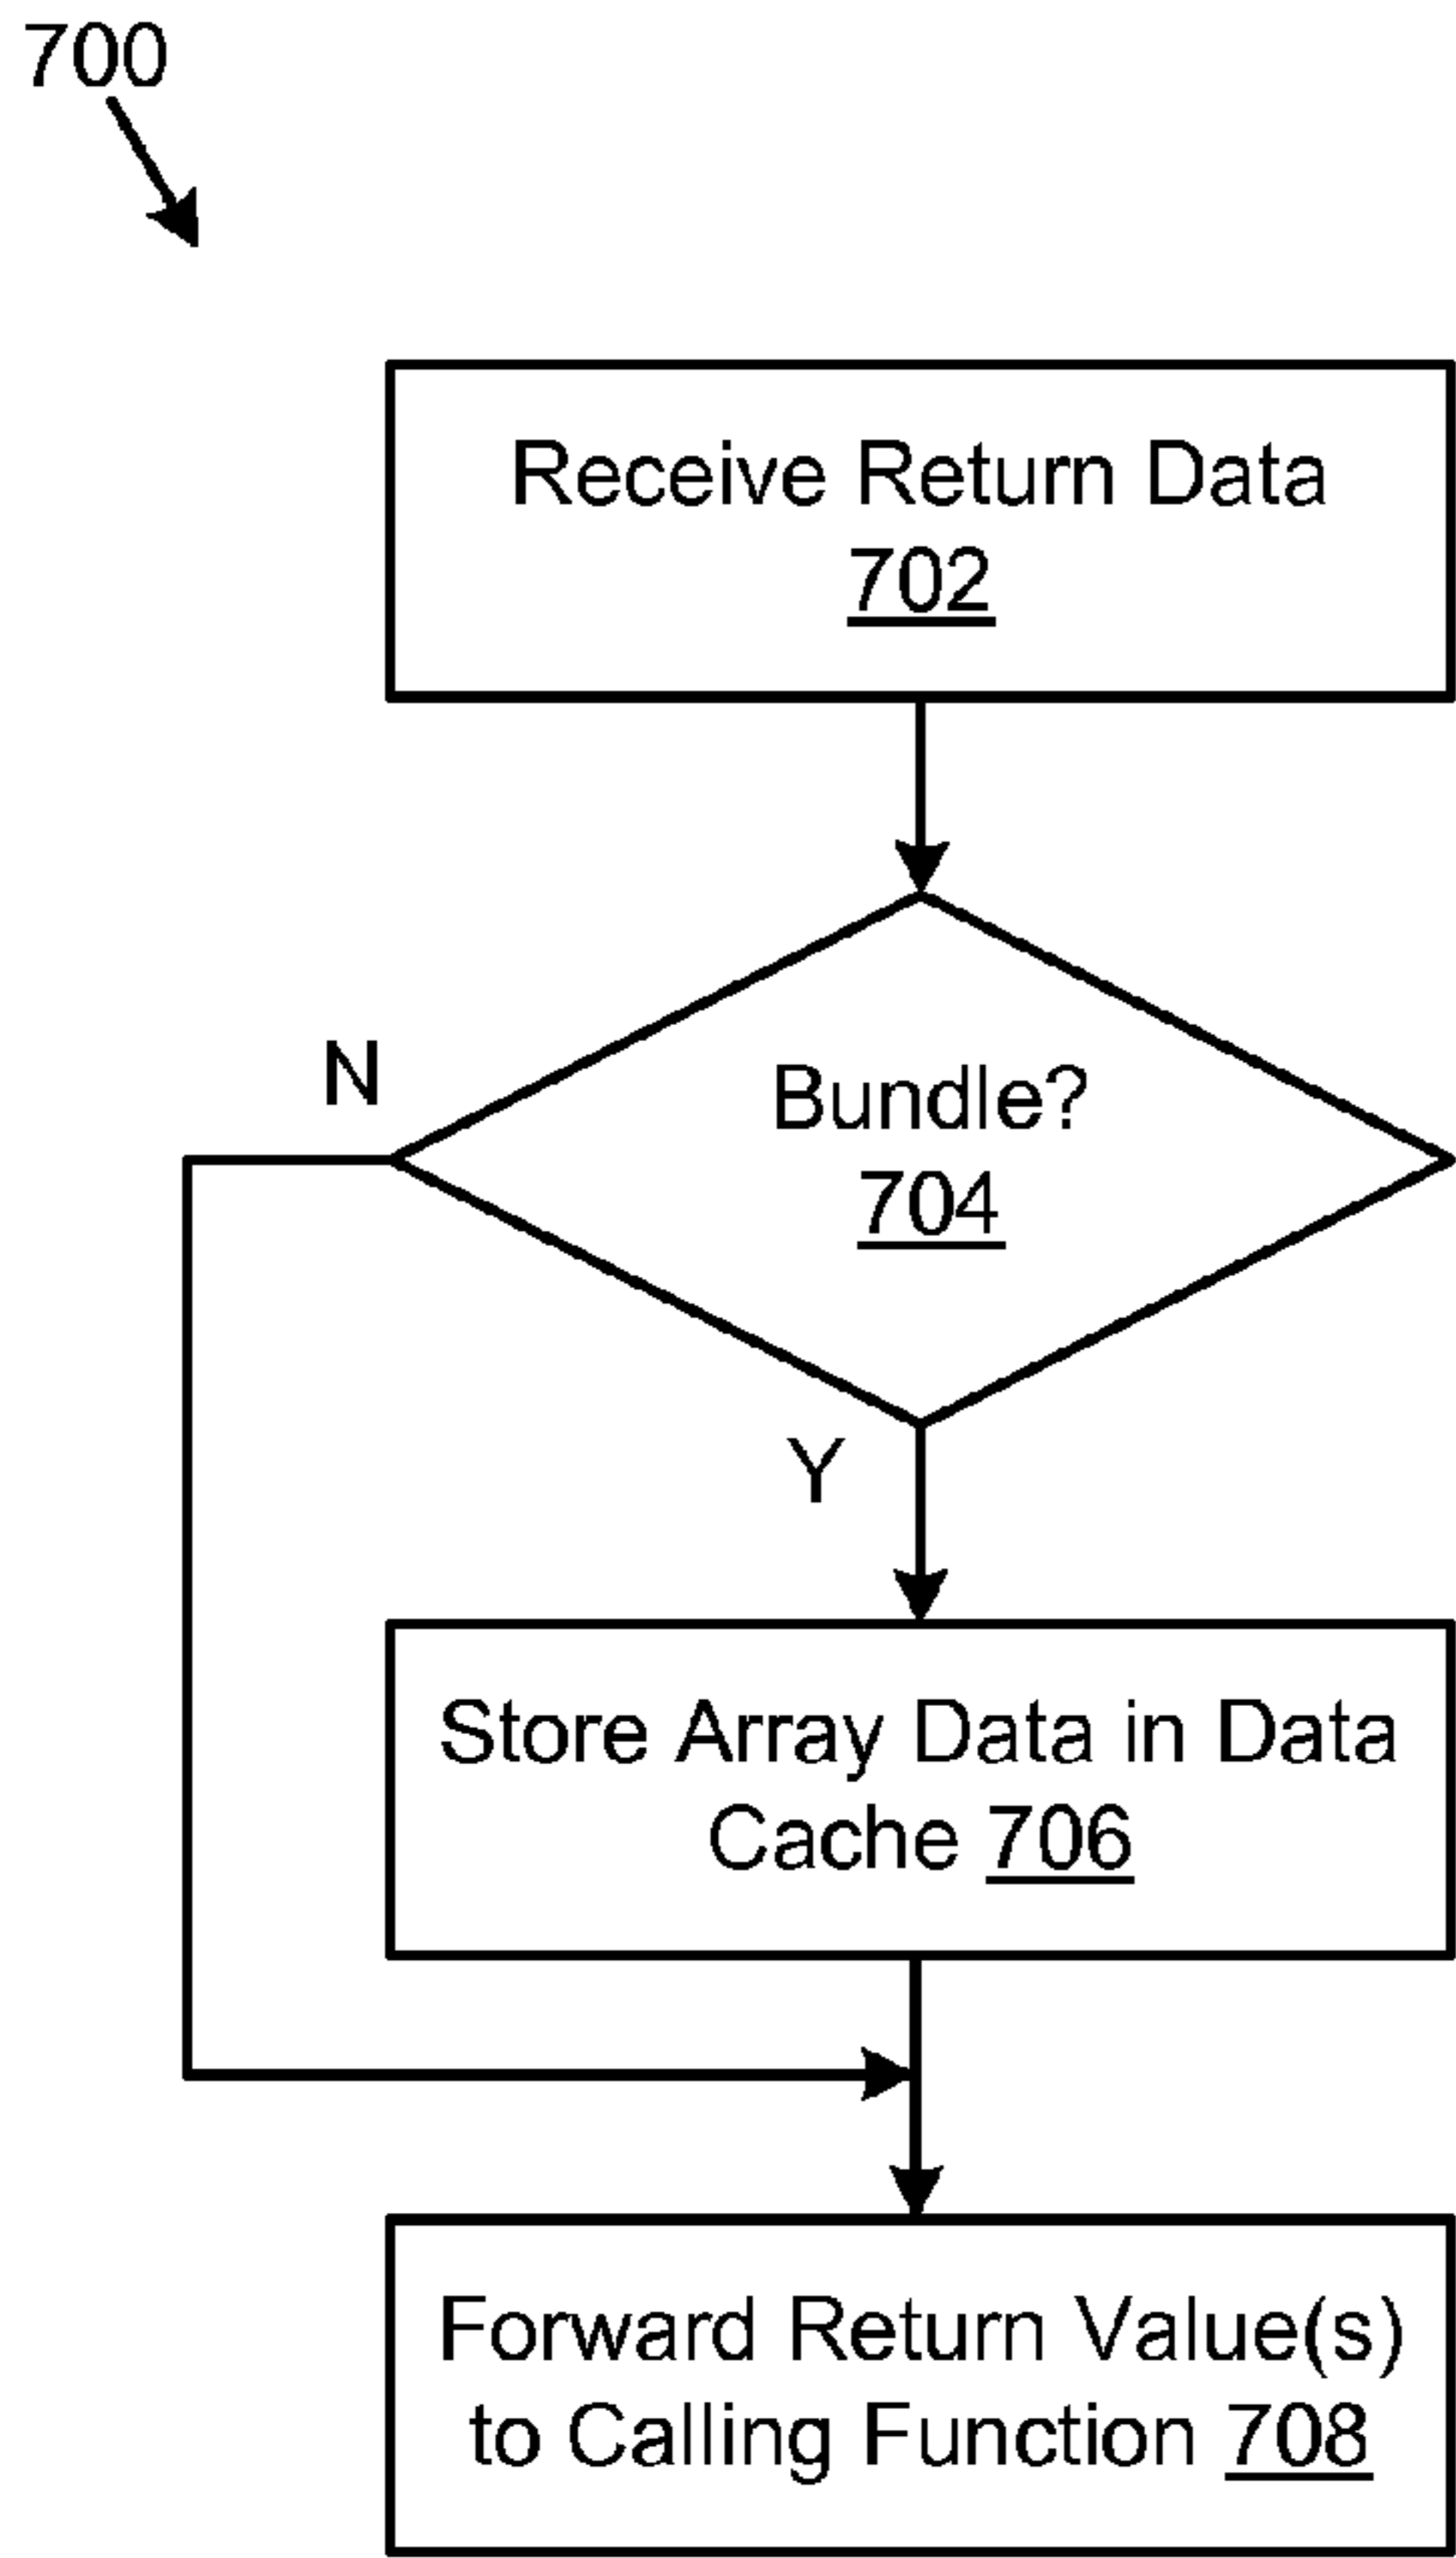 700
Receive Return Data
702
N
Bundle?
704
Y
Store Array Data in Data
Cache 706
Forward Return Value(s)
to Calling Function 708